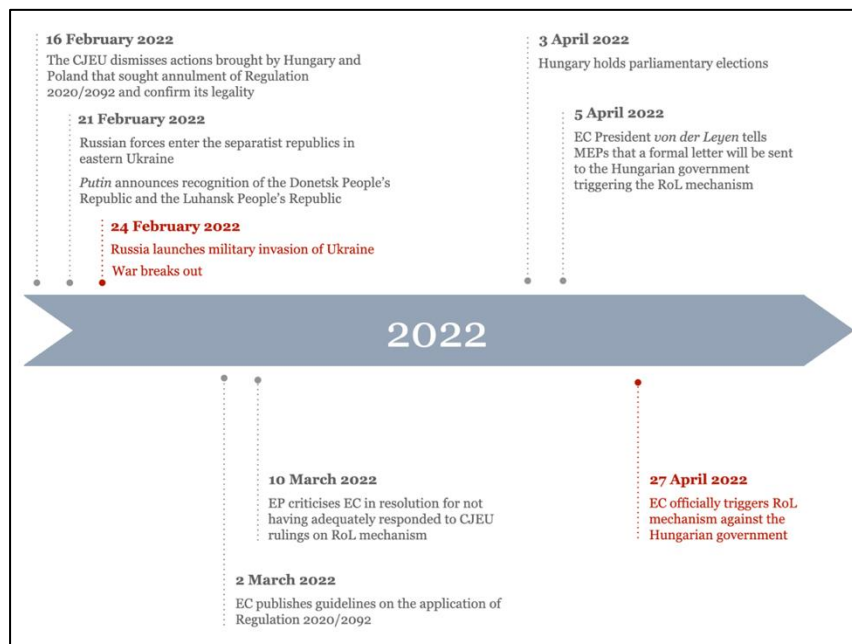 16 February 2022
The CJEU dismisses actions brought by Hungary and
Poland that sought annulment of Regulation
2020/2092 and confirm its legality
21 February 2022
Russian forces enter the separatist republics in
eastern Ukraine
Putin announces recognition of the Donetsk People's
Republic and the Luhansk People's Republic
24 February 2022
Russia launches military invasion of Ukraine
War breaks out
3 April 2022
Hungary holds parliamentary elections
5 April 2022
EC President von der Leyen tells
MEPs that a formal letter will be sent
to the Hungarian government
triggering the RoL mechanism
2022
10 March 2022
EP criticises EC in resolution for not
having adequately responded to CJEU
rulings on RoL mechanism
2 March 2022
EC publishes guidelines on the application of
Regulation 2020/2092
27 April 2022
EC officially triggers RoL
mechanism against the
Hungarian government